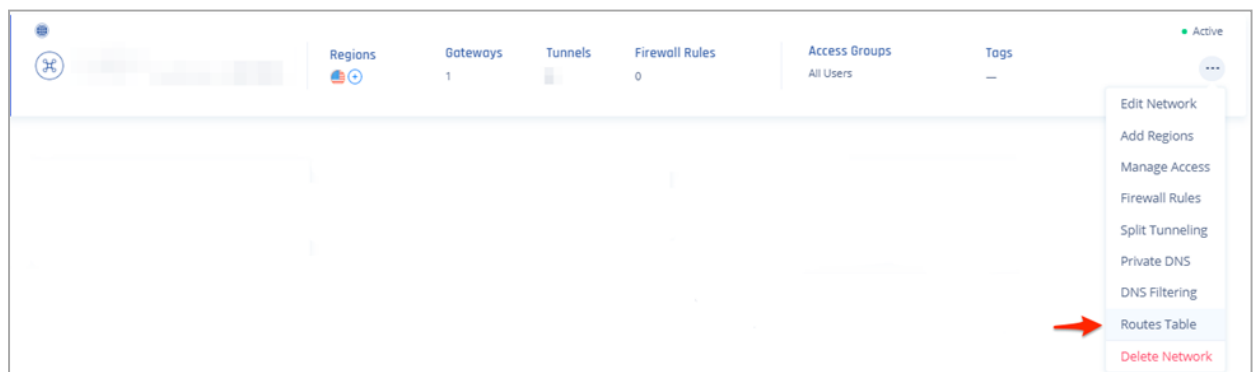 Active
Regions
Gateways
Tunnels
Firewall Rules
Access Groups
Tags
1
0
All Users
—
...
Edit Network
Add Regions
Manage Access
Firewall Rules
Split Tunneling
Private DNS
DNS Filtering
Routes Table
Delete Network